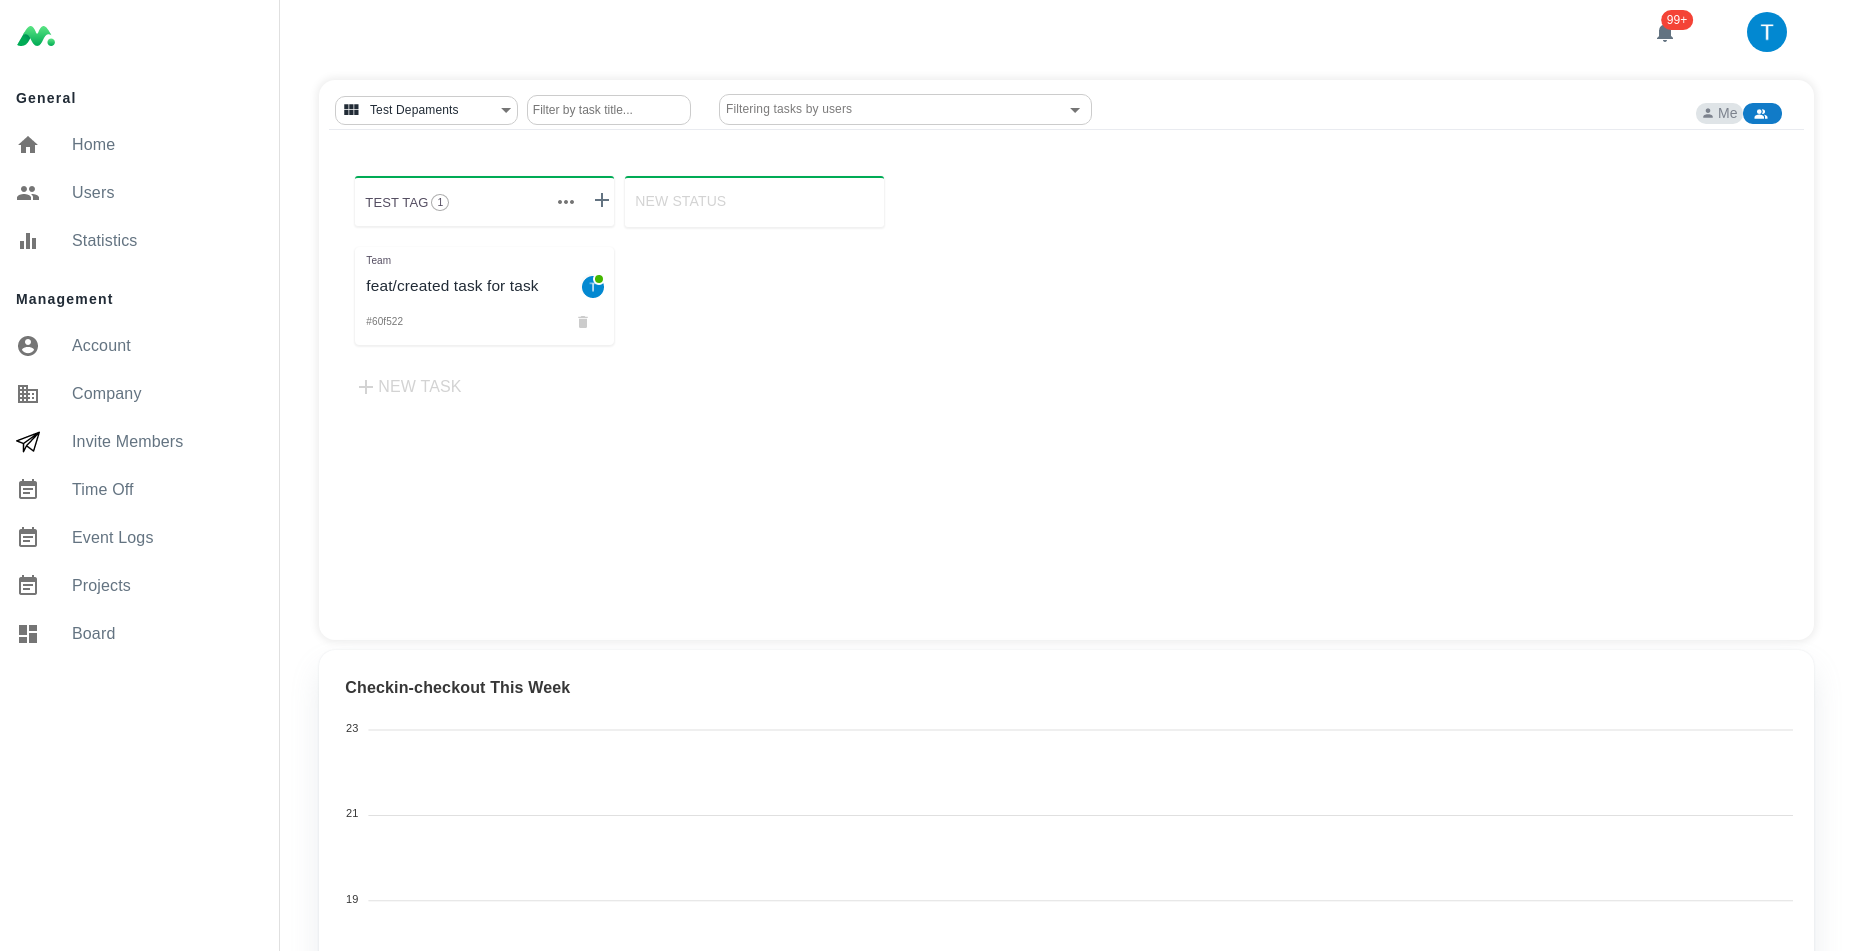 99+
T
General
Home
Users
Statistics
Management
Account
Company
Invite Members
Time Off
Event Logs
Projects
Board
Test Depaments
Filter by task title...
Filtering tasks by users
Me
TEST TAG 1
NEW STATUS
Team
feat/created task for task
T
#60f522
NEW TASK
Checkin-checkout This Week
23
21
19